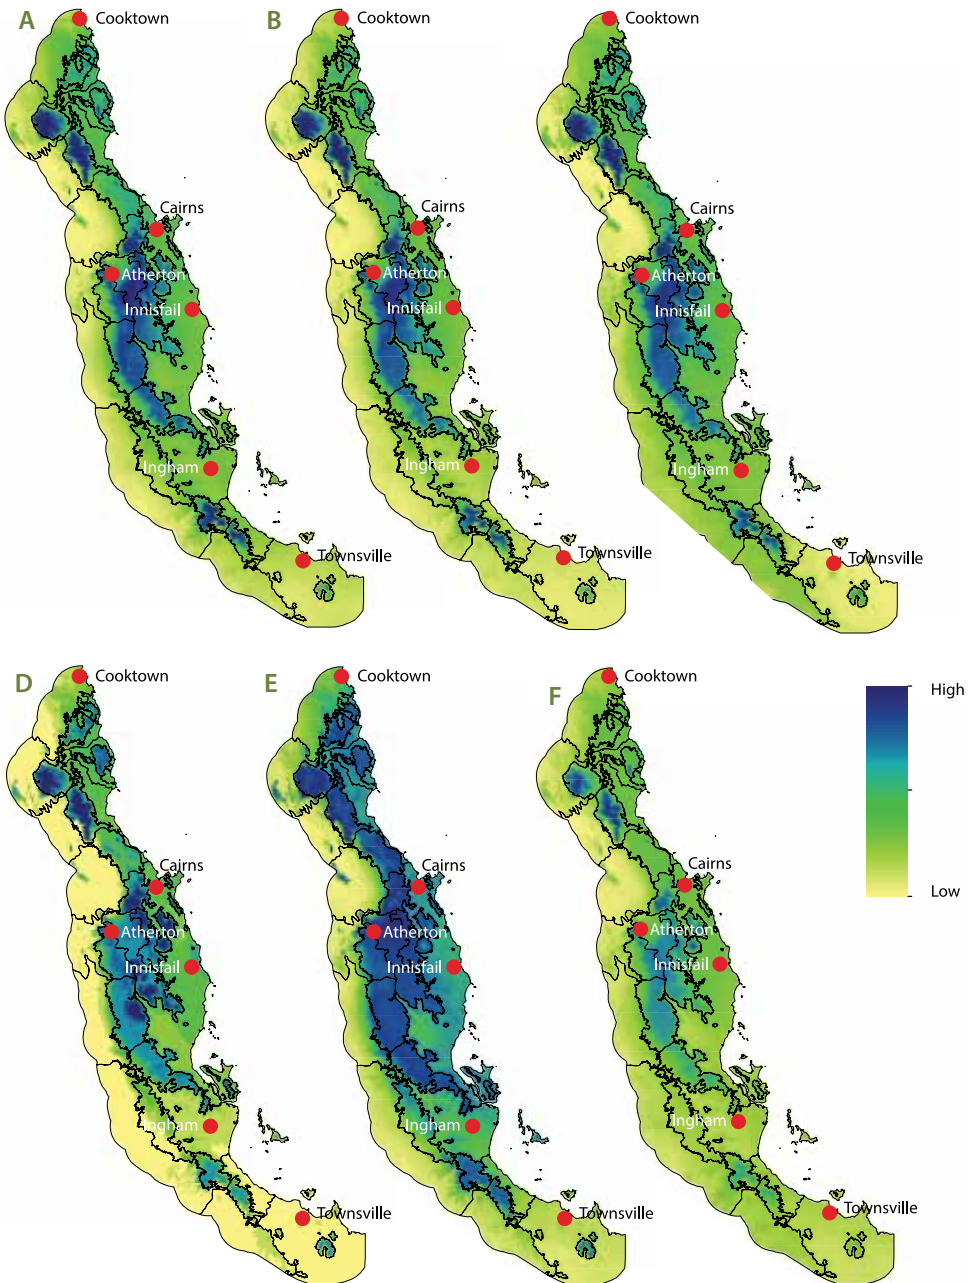 A
Cooktown
Cairns
Atherton
Innisfail
Ingham
Townsville
B
Cooktown
Cairns
Atherton
Innisfail
Ingham
Townsville
Cooktown
Cairns
Atherton
Innisfail
Ingham
Townsville
D
Cooktown
Cairns
Atherton
Innisfail
Ingham
Townsville
E
Cooktown
Cairns
Atherton
Innisfail
Ingham
Townsville
F
Cooktown
Cairns
Atherton
Innisfail
Ingham
Townsville
High
Low